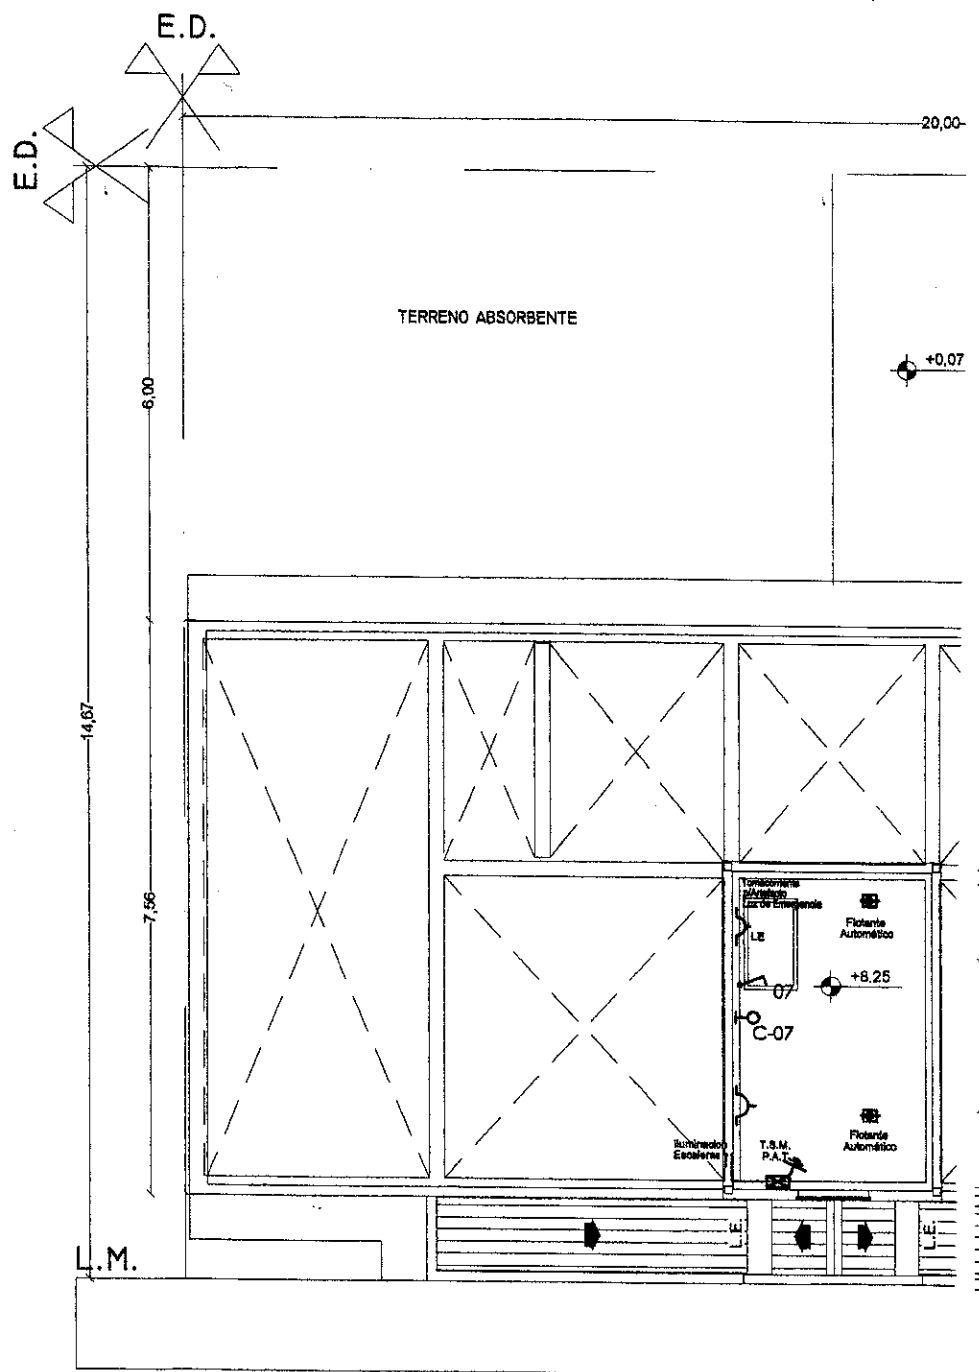 E.D.
E.D.
20,00
TERRENO ABSORBENTE
+0,07
6,00
14,67
7,56
Tomacorriente
p/Artefacto
Luz de Emergencia
LE
Flotante
Automático
+8,25
07
C-07
Iluminacion
Escaleras
T.S.M.
P.A.T.
Flotante
Automático
L.E.
L.E.
L.M.